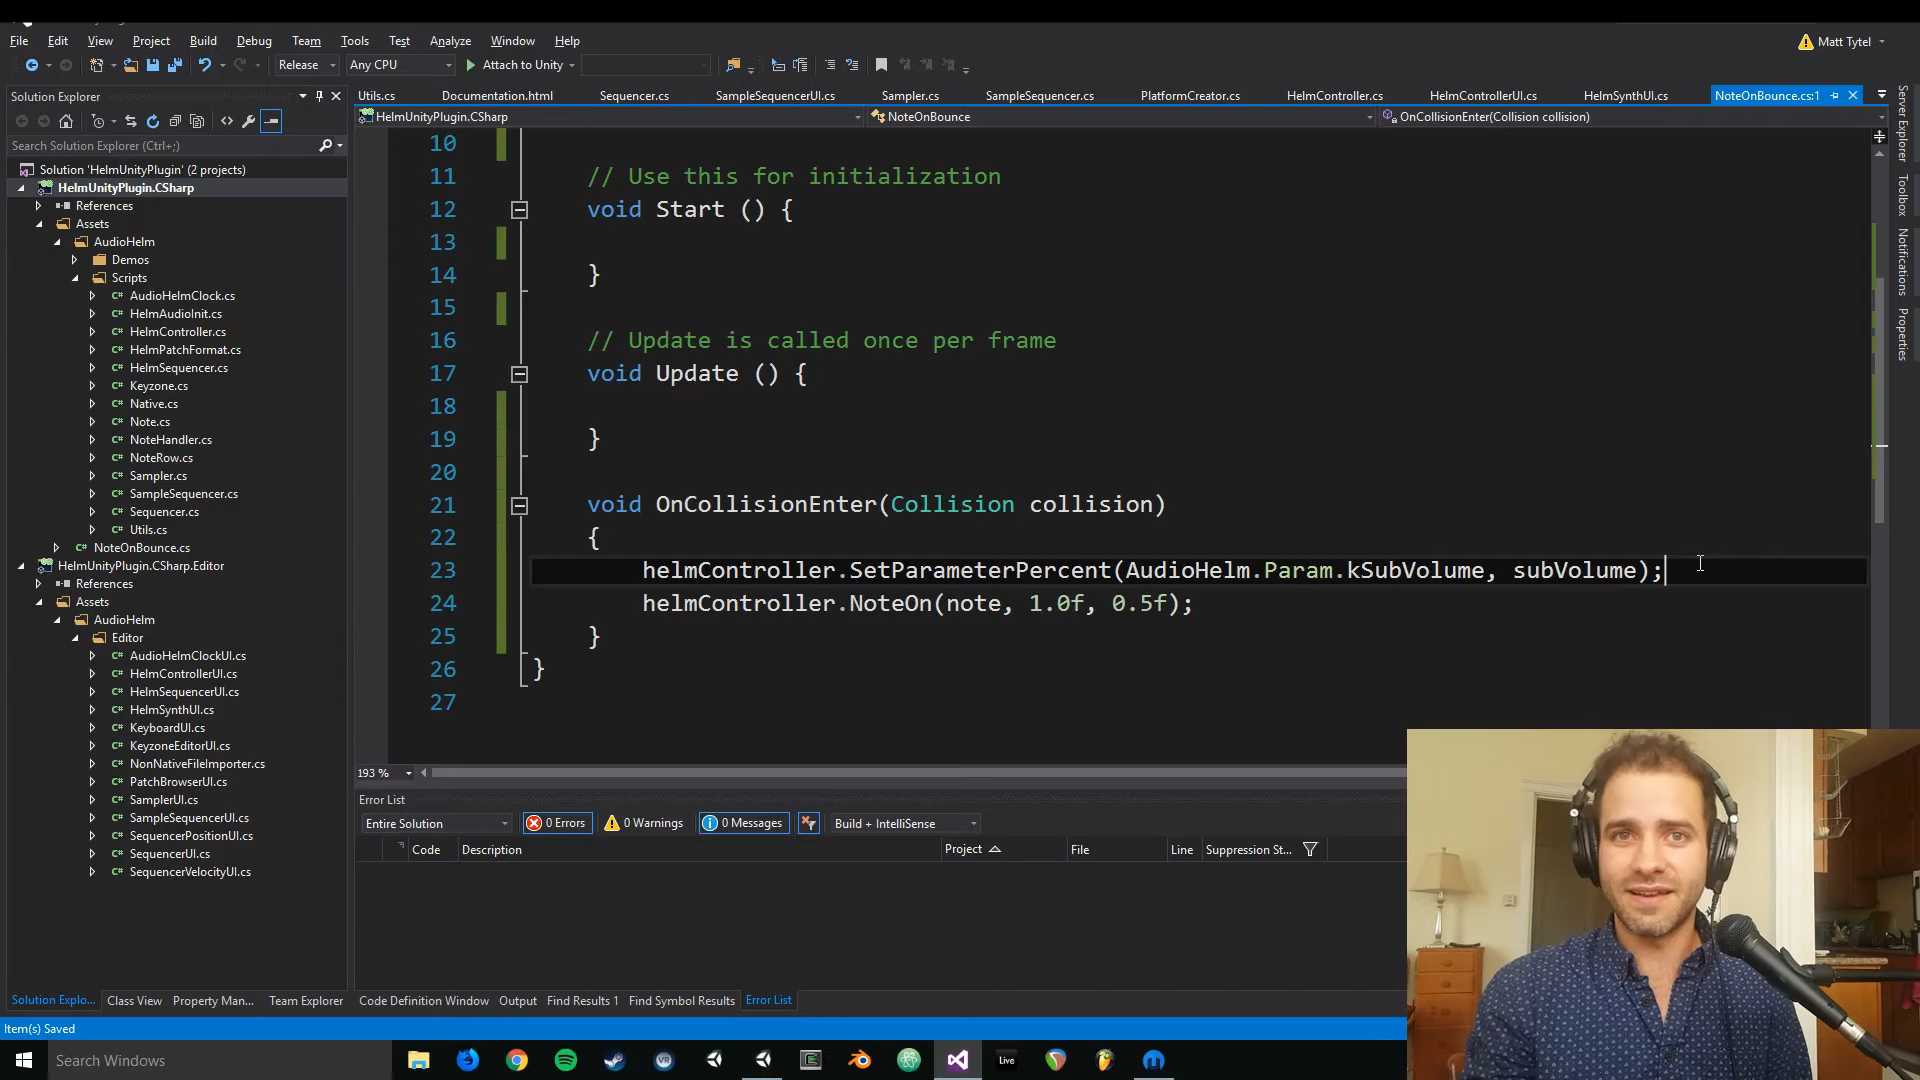 File Edit View Project Build Debug Team Tools Test Analyze Window Help
Matt Tytel
Release Any CPU Attach to Unity
Solution Explorer
Search Solution Explorer (Ctrl+;)
Solution 'HelmUnityPlugin' (2 projects)
HelmUnityPlugin.CSharp
References
Assets
AudioHelm
Demos
Scripts
C# AudioHelmClock.cs
C# HelmAudioInit.cs
C# HelmController.cs
C# HelmPatchFormat.cs
C# HelmSequencer.cs
C# Keyzone.cs
C# Native.cs
C# Note.cs
C# NoteHandler.cs
C# NoteRow.cs
C# Sampler.cs
C# SampleSequencer.cs
C# Sequencer.cs
C# Utils.cs
C# NoteOnBounce.cs
HelmUnityPlugin.CSharp.Editor
References
Assets
AudioHelm
Editor
C# AudioHelmClockUI.cs
C# HelmControllerUI.cs
C# HelmSequencerUI.cs
C# HelmSynthUI.cs
C# KeyboardUI.cs
C# KeyzoneEditorUI.cs
C# NonNativeFileImporter.cs
C# PatchBrowserUI.cs
C# SamplerUI.cs
C# SampleSequencerUI.cs
C# SequencerPositionUI.cs
C# SequencerUI.cs
C# SequencerVelocityUI.cs
Solution Explo... Class View Property Man... Team Explorer
Utils.cs Documentation.html Sequencer.cs SampleSequencerUI.cs Sampler.cs SampleSequencer.cs PlatformCreator.cs HelmController.cs HelmControllerUI.cs HelmSynthUI.cs NoteOnBounce.cs:1
HelmUnityPlugin.CSharp NoteOnBounce OnCollisionEnter(Collision collision)
10
11 // Use this for initialization
12 void Start () {
13
14 }
15
16 // Update is called once per frame
17 void Update () {
18
19 }
20
21 void OnCollisionEnter(Collision collision)
22 {
23 helmController.SetParameterPercent(AudioHelm.Param.kSubVolume, subVolume);
24 helmController.NoteOn(note, 1.0f, 0.5f);
25 }
26 }
27
193 %
Error List
Entire Solution 0 Errors 0 Warnings 0 Messages Build + IntelliSense
Code Description Project File Line Suppression St...
Code Definition Window Output Find Results 1 Find Symbol Results Error List
Server Explorer
Toolbox
Notifications
Properties
Item(s) Saved
Search Windows
VR
Live